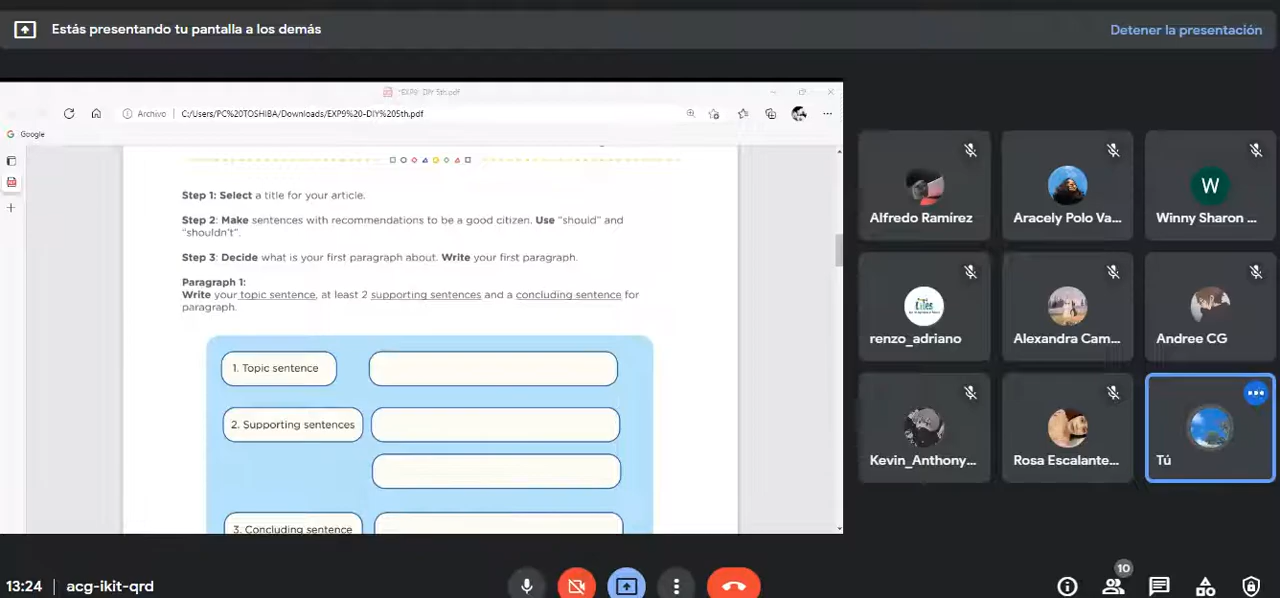 Estás presentando tu pantalla a los demás
Detener la presentación
*EXP9 -DIY 5th.pdf
Archivo
C:/Users/PC%20TOSHIBA/Downloads/EXP9%20-DIY%205th.pdf
Google
Step 1: Select a title for your article.
Step 2: Make sentences with recommendations to be a good citizen. Use "should" and
"shouldn't".
Step 3: Decide what is your first paragraph about. Write your first paragraph.
Paragraph 1:
Write your topic sentence, at least 2 supporting sentences and a concluding sentence for
paragraph.
1. Topic sentence
2. Supporting sentences
3. Concluding sentence
Alfredo Ramirez
Aracely Polo Va...
W
Winny Sharon ...
renzo_adriano
Alexandra Cam...
Andree CG
Kevin_Anthony...
Rosa Escalante...
Tú
13:24
acg-ikit-qrd
10